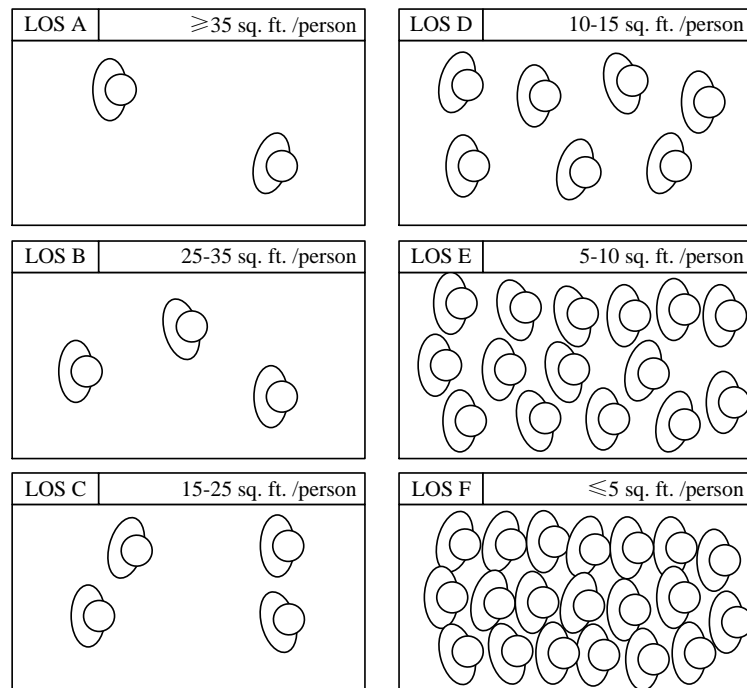 LOS A ⩾35 sq. ft. /person
LOS B 25-35 sq. ft. /person
LOS C 15-25 sq. ft. /person
LOS D 10-15 sq. ft. /person
LOS E 5-10 sq. ft. /person
LOS F ⩽5 sq. ft. /person